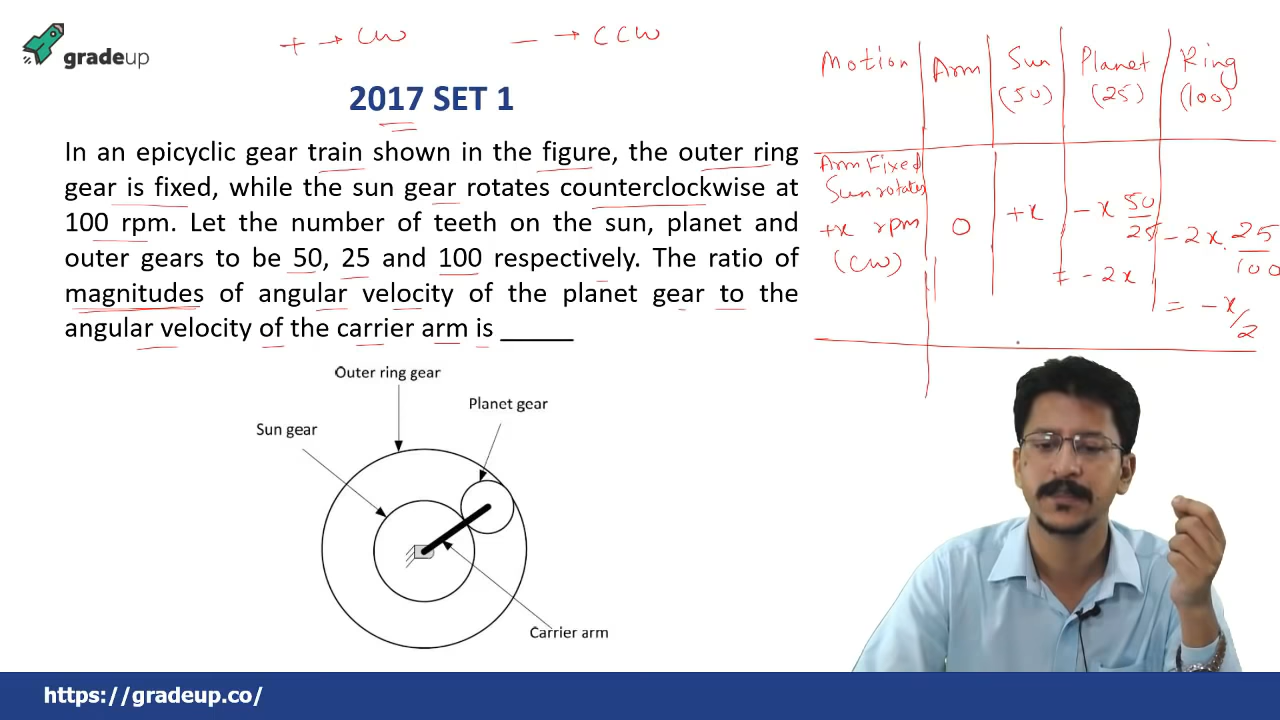 + → CW
− → CCW
gradeup
2017 SET 1
In an epicyclic gear train shown in the figure, the outer ring
gear is fixed, while the sun gear rotates counterclockwise at
100 rpm. Let the number of teeth on the sun, planet and
outer gears to be 50, 25 and 100 respectively. The ratio of
magnitudes of angular velocity of the planet gear to the
angular velocity of the carrier arm is ______
Outer ring gear
Planet gear
Sun gear
Carrier arm
Motion
Arm
Sun
(50)
Planet
(25)
Ring
(100)
Arm Fixed
Sun rotates
+x rpm
(CW)
0
+x
− x 50/25
= − 2x
− 2x . 25/100
= − x/2
https://gradeup.co/